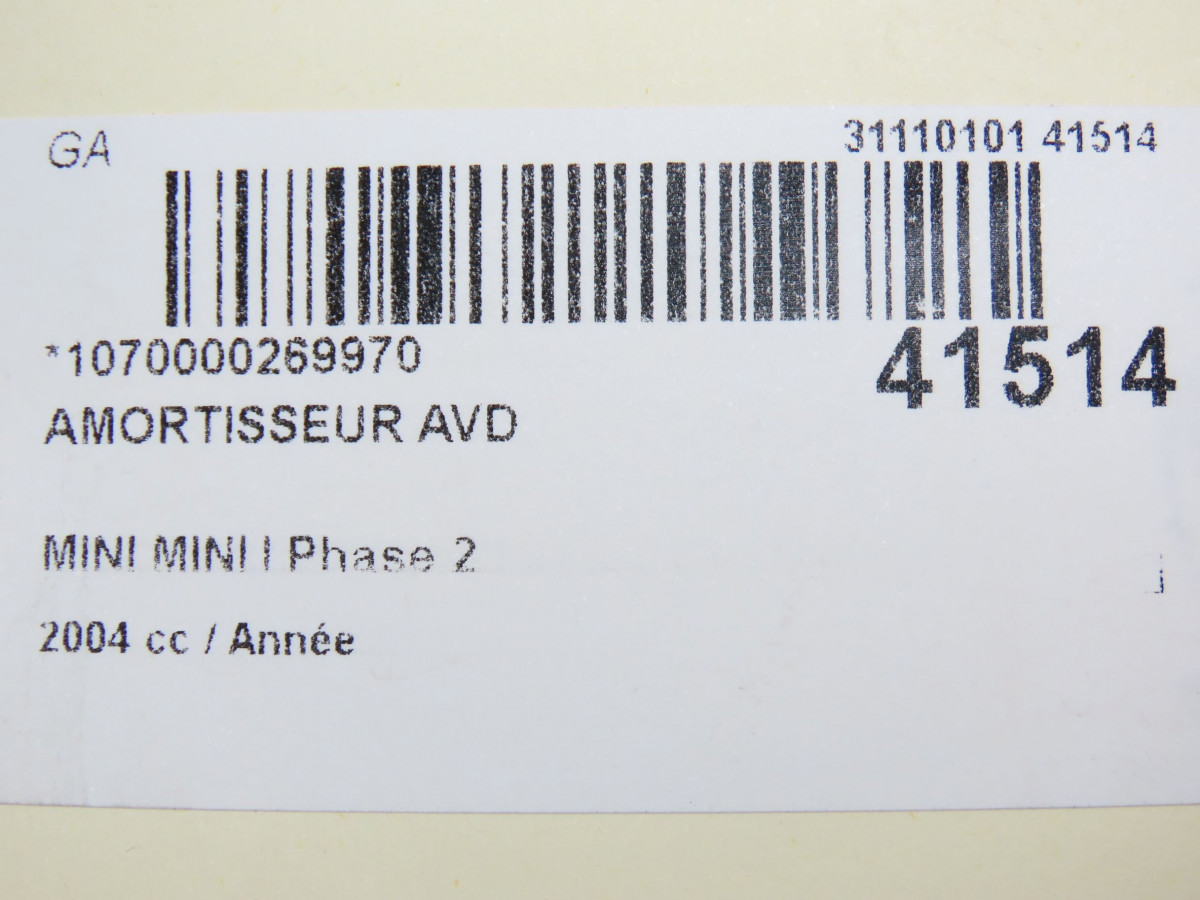 GA
31110101 41514
*1070000269970
41514
AMORTISSEUR AVD
MINI MINI I Phase 2
2004 cc / Année